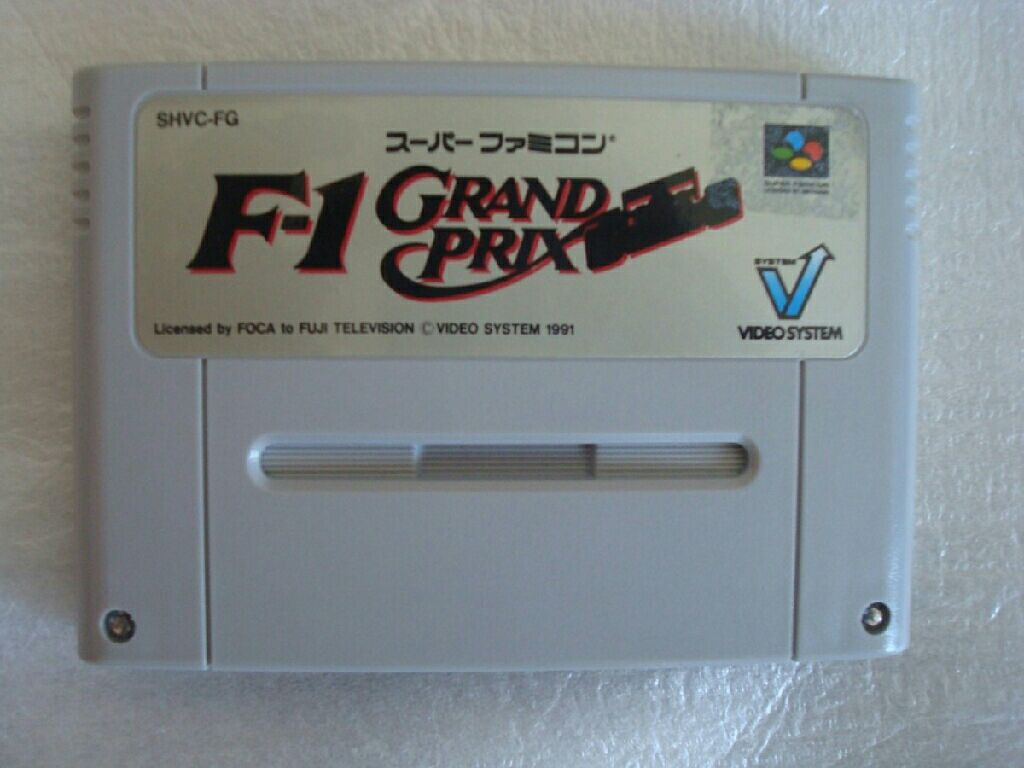 SHVC-FG
スーパーファミコン
F-1 GRAND PRIX
SYSTEM
VIDEO SYSTEM
Licensed by FOCA to FUJI TELEVISION © VIDEO SYSTEM 1991